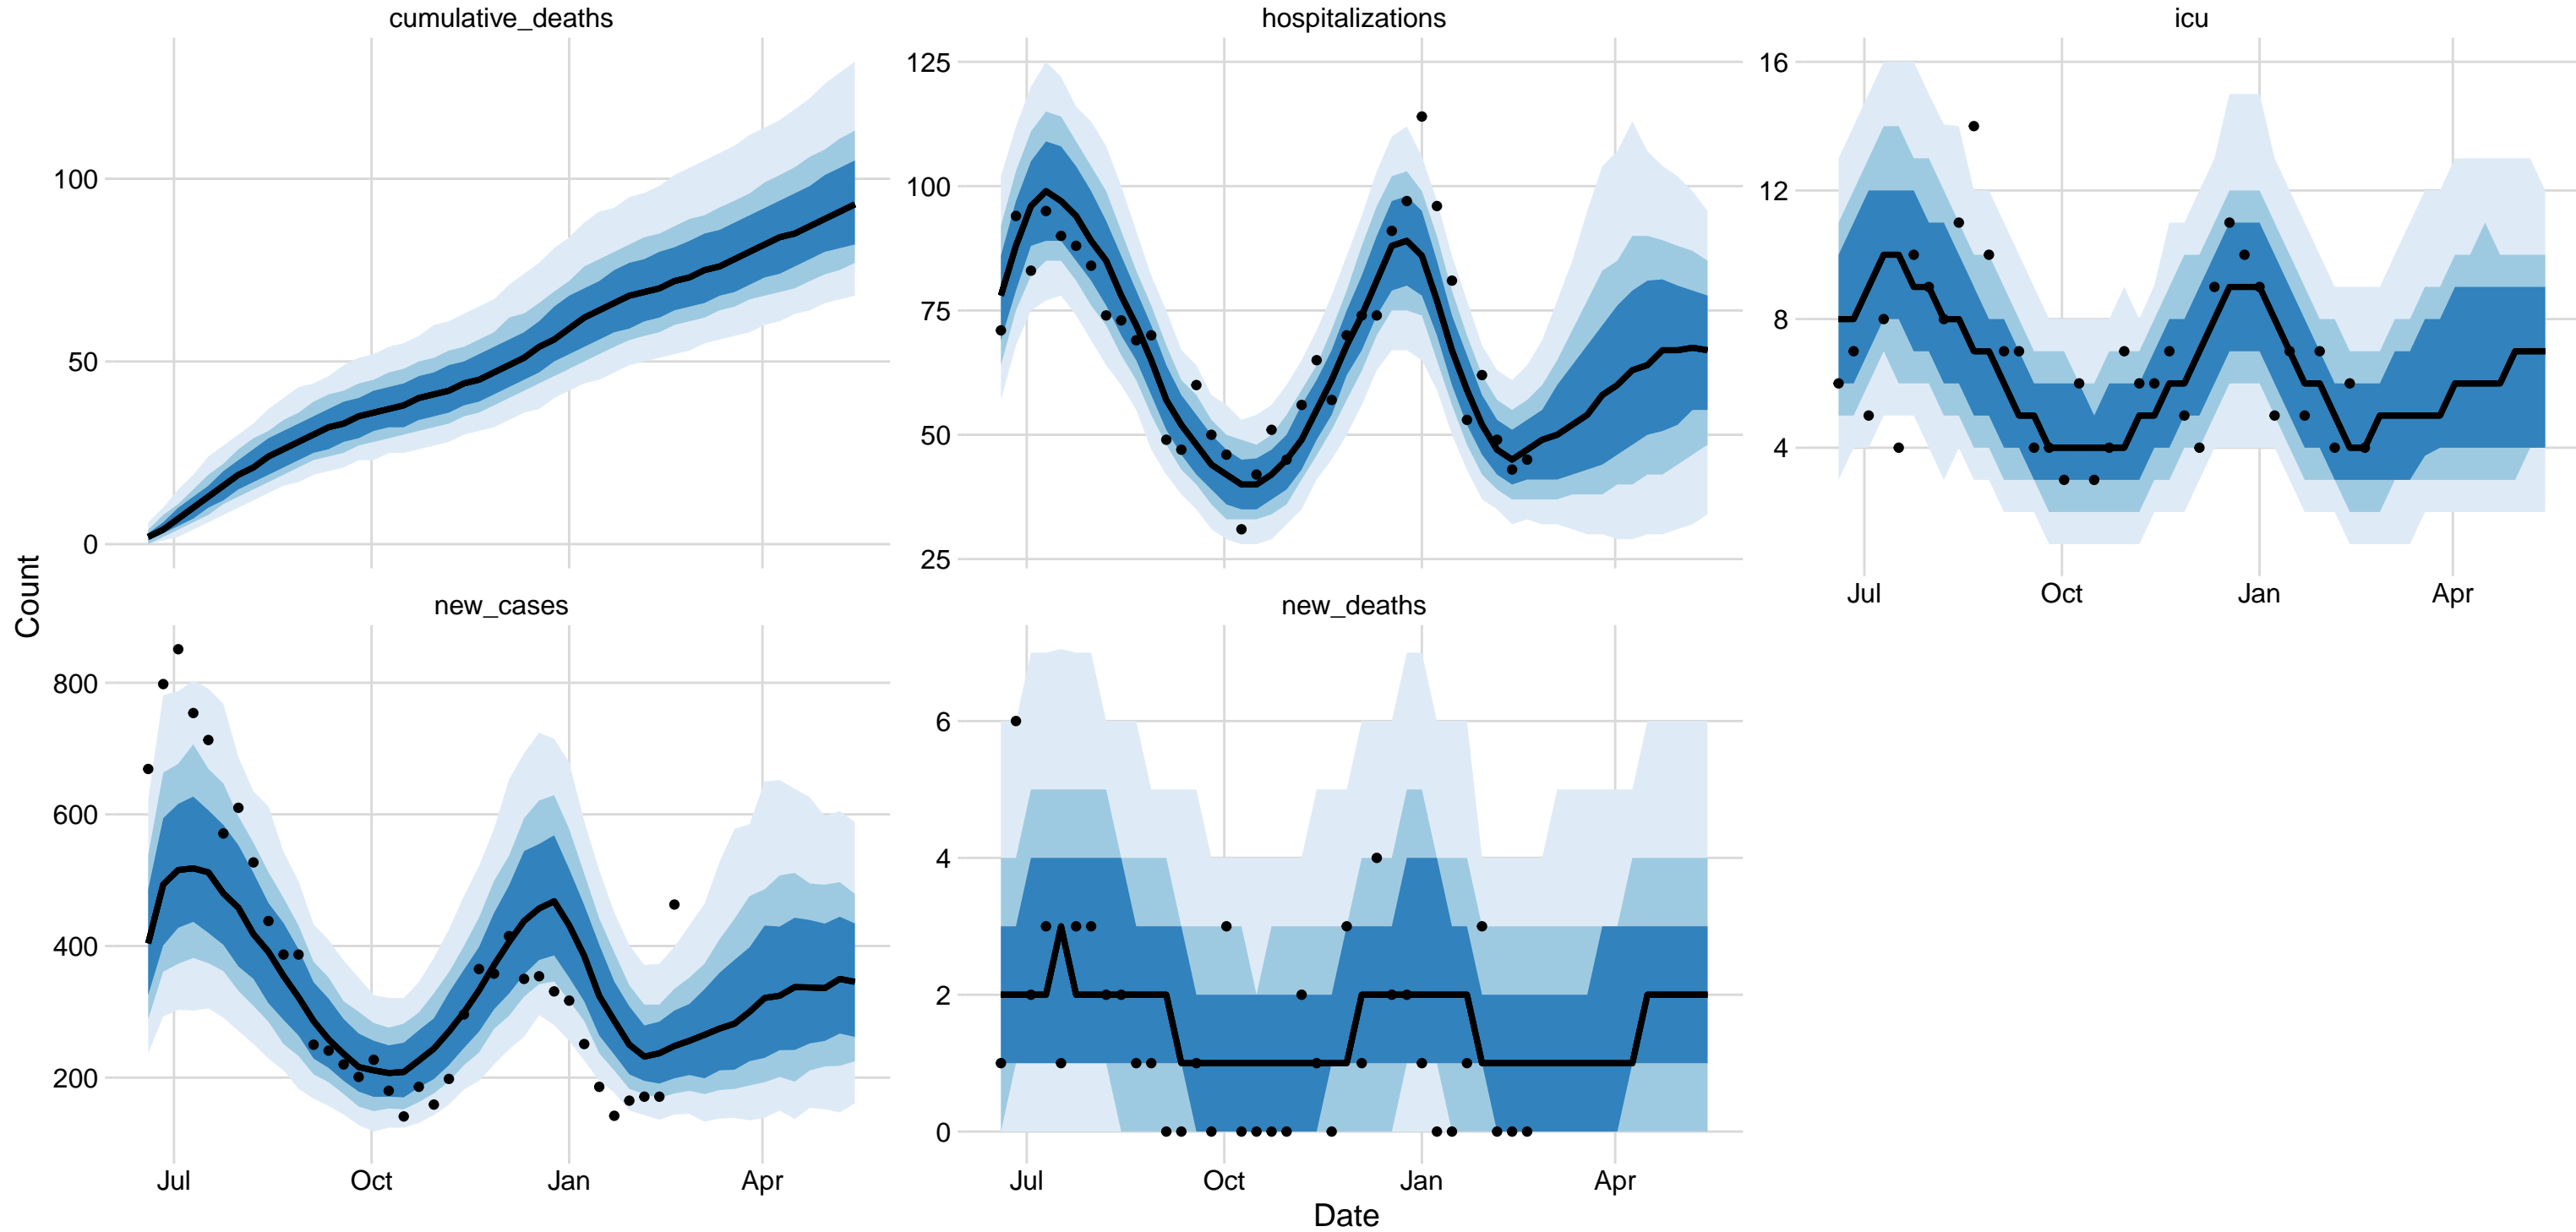 cumulative_deaths
hospitalizations
icu
100
50
0
125
100
75
50
25
16
12
8
4
Jul
Oct
Jan
Apr
Count
new_cases
new_deaths
800
600
400
200
6
4
2
0
Jul
Oct
Jan
Apr
Jul
Oct
Jan
Apr
Date